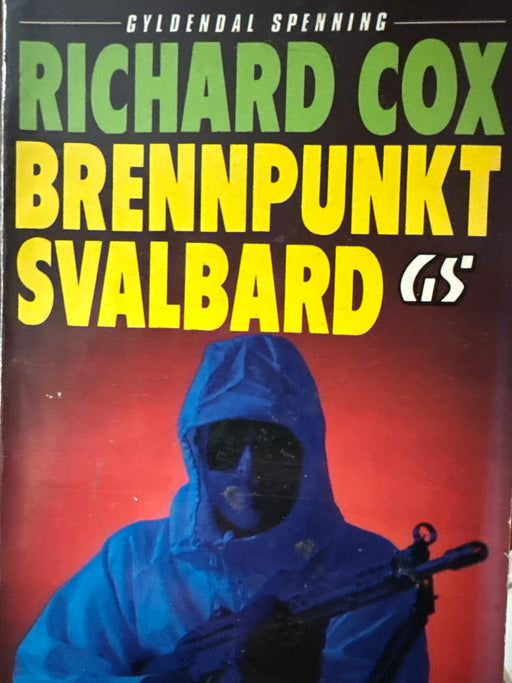 GYLDENDAL SPENNING
RICHARD COX
BRENNPUNKT
SVALBARD GS